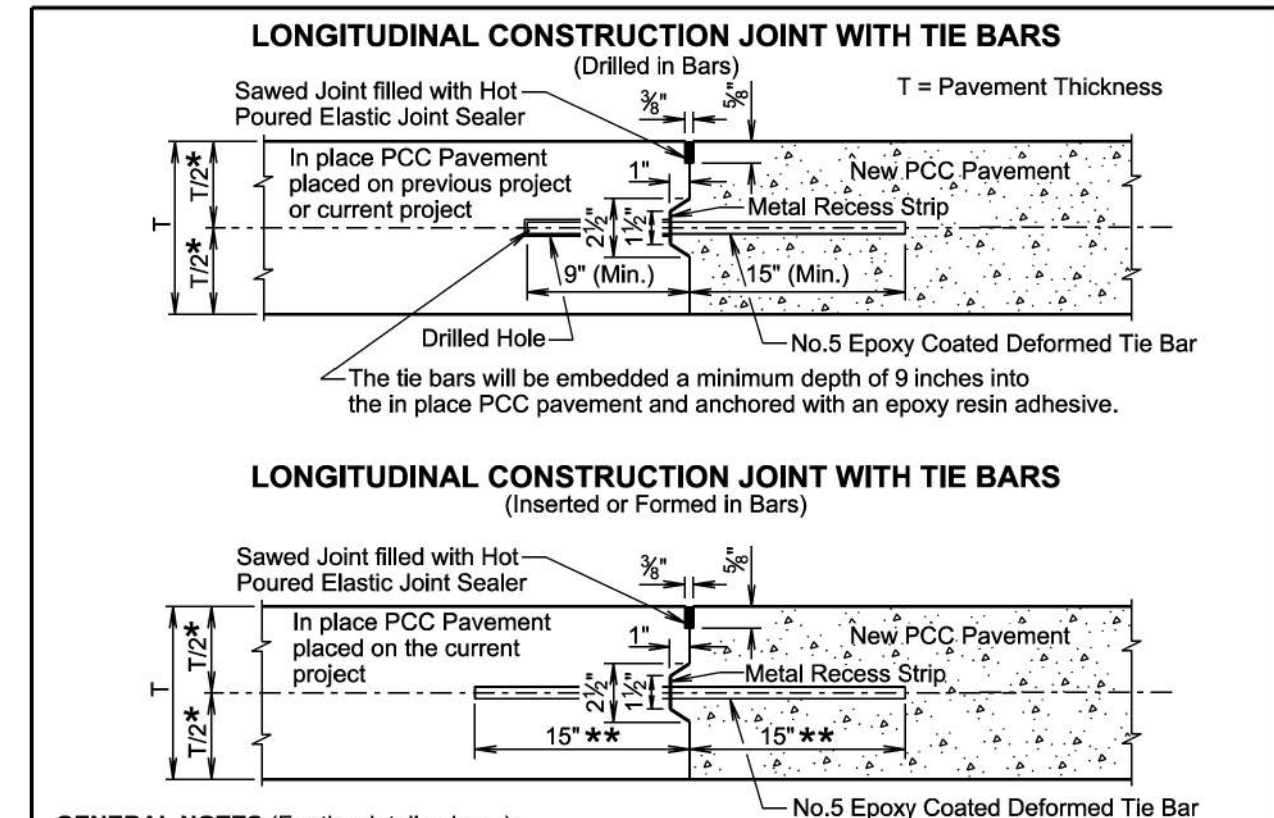 LONGITUDINAL CONSTRUCTION JOINT WITH TIE BARS
(Drilled in Bars)
T = Pavement Thickness
Sawed Joint filled with Hot
Poured Elastic Joint Sealer
⅜"
⅝"
In place PCC Pavement
placed on previous project
or current project
1"
New PCC Pavement
Metal Recess Strip
T
T/2*
T/2*
2½"
1½"
9" (Min.)
15" (Min.)
Drilled Hole
No.5 Epoxy Coated Deformed Tie Bar
The tie bars will be embedded a minimum depth of 9 inches into
the in place PCC pavement and anchored with an epoxy resin adhesive.
LONGITUDINAL CONSTRUCTION JOINT WITH TIE BARS
(Inserted or Formed in Bars)
Sawed Joint filled with Hot
Poured Elastic Joint Sealer
⅜"
⅝"
In place PCC Pavement
placed on the current
project
1"
New PCC Pavement
Metal Recess Strip
T
T/2*
T/2*
2½"
1½"
15" **
15" **
No.5 Epoxy Coated Deformed Tie Bar
GENERAL NOTES